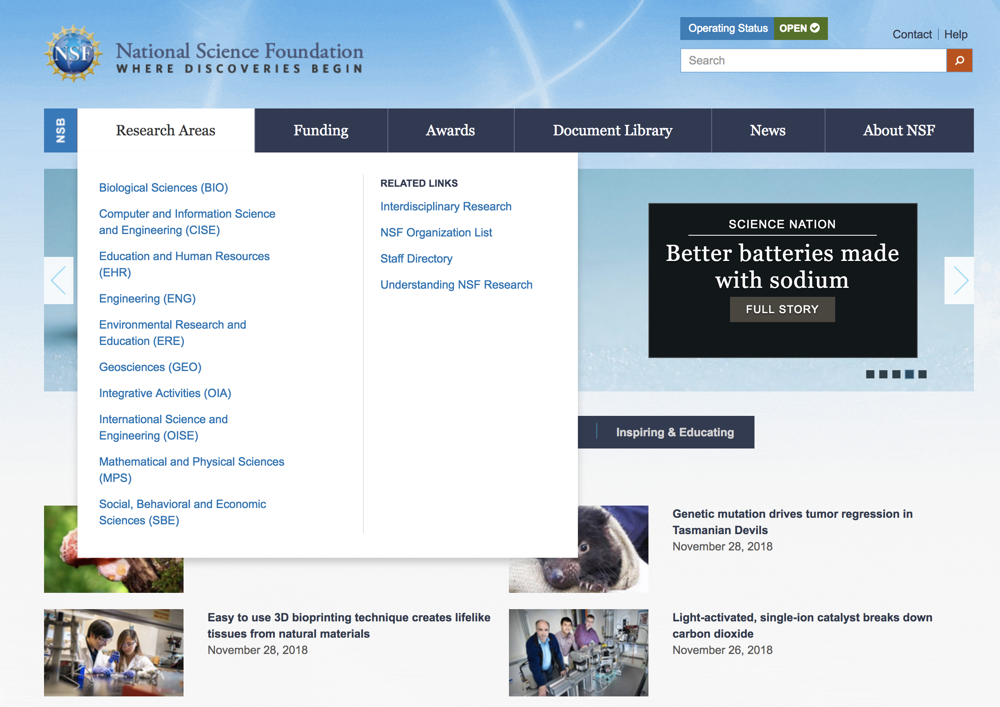 NSF
National Science Foundation
WHERE DISCOVERIES BEGIN
Operating Status OPEN
Contact | Help
Search
NSB
Research Areas
Funding
Awards
Document Library
News
About NSF
Biological Sciences (BIO)
Computer and Information Science
and Engineering (CISE)
Education and Human Resources
(EHR)
Engineering (ENG)
Environmental Research and
Education (ERE)
Geosciences (GEO)
Integrative Activities (OIA)
International Science and
Engineering (OISE)
Mathematical and Physical Sciences
(MPS)
Social, Behavioral and Economic
Sciences (SBE)
RELATED LINKS
Interdisciplinary Research
NSF Organization List
Staff Directory
Understanding NSF Research
SCIENCE NATION
Better batteries made
with sodium
FULL STORY
Inspiring & Educating
Genetic mutation drives tumor regression in
Tasmanian Devils
November 28, 2018
Easy to use 3D bioprinting technique creates lifelike
tissues from natural materials
November 28, 2018
Light-activated, single-ion catalyst breaks down
carbon dioxide
November 26, 2018